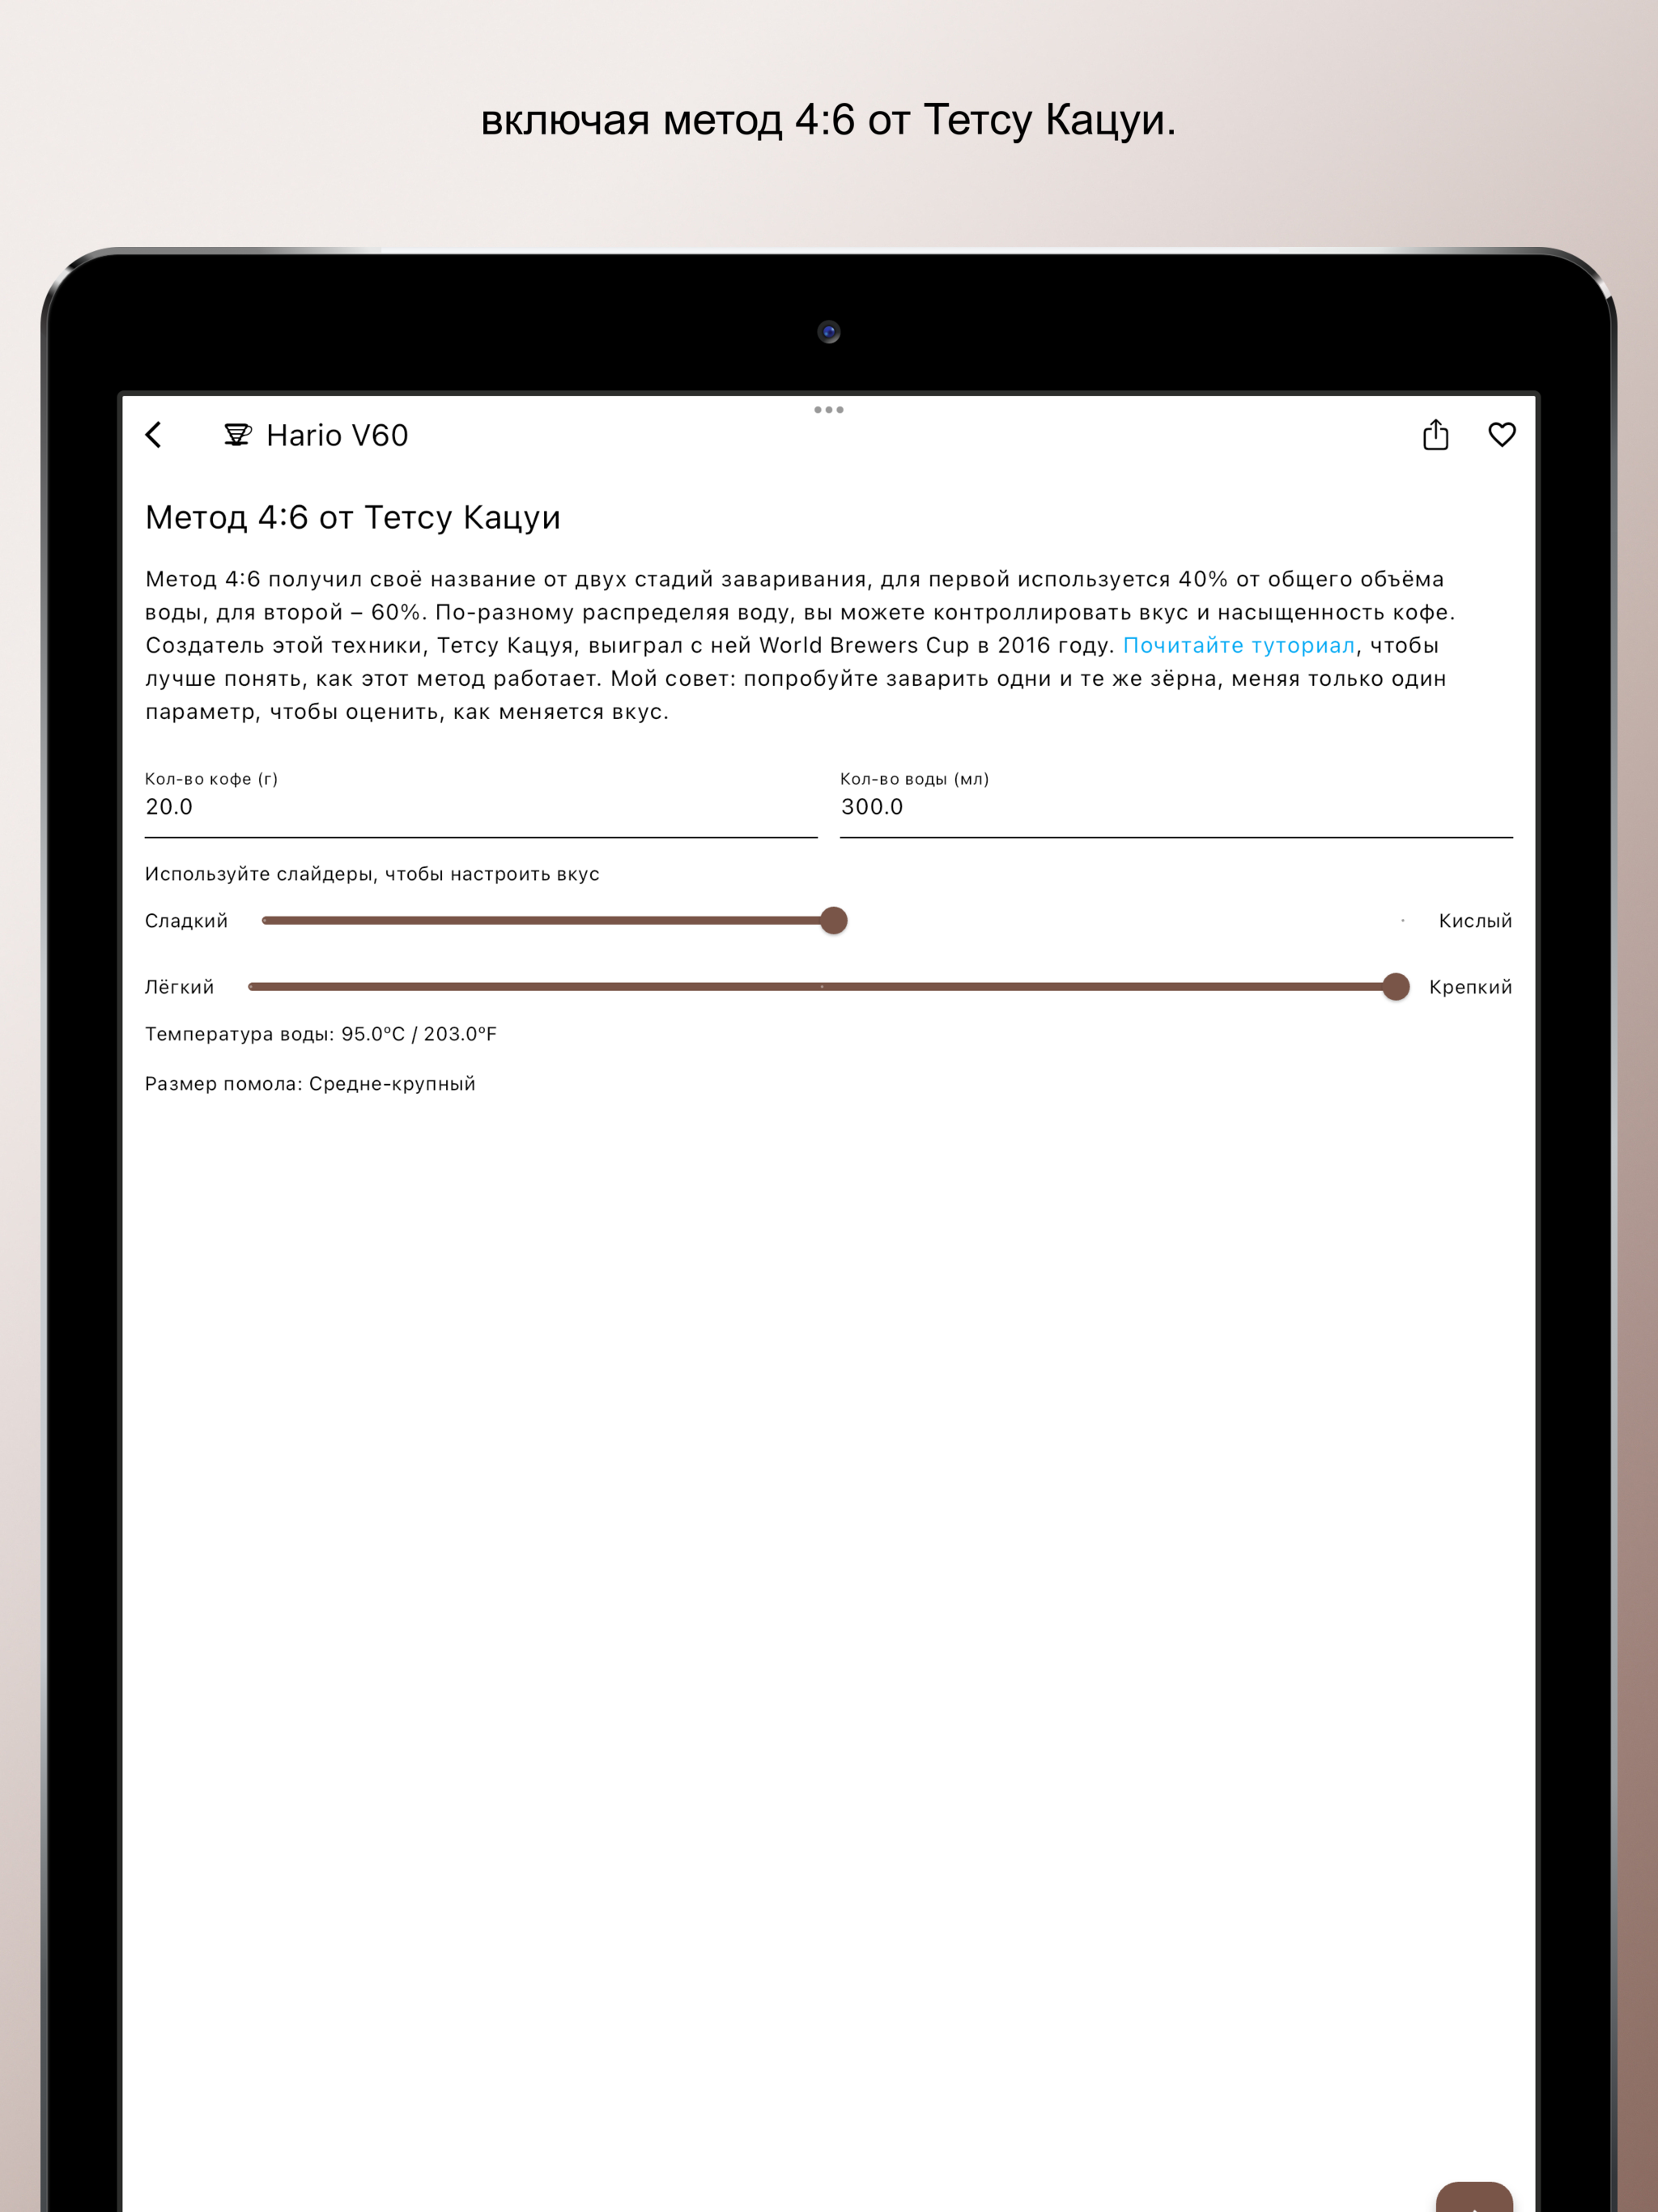 включая метод 4:6 от Тетсу Кацуи.
Hario V60
Метод 4:6 от Тетсу Кацуи
Метод 4:6 получил своё название от двух стадий заваривания, для первой используется 40% от общего объёма
воды, для второй – 60%. По-разному распределяя воду, вы можете контроллировать вкус и насыщенность кофе.
Создатель этой техники, Тетсу Кацуя, выиграл с ней World Brewers Cup в 2016 году. Почитайте туториал, чтобы
лучше понять, как этот метод работает. Мой совет: попробуйте заварить одни и те же зёрна, меняя только один
параметр, чтобы оценить, как меняется вкус.
Кол-во кофе (г) Кол-во воды (мл)
20.0 300.0
Используйте слайдеры, чтобы настроить вкус
Сладкий Кислый
Лёгкий Крепкий
Температура воды: 95.0°C / 203.0°F
Размер помола: Средне-крупный